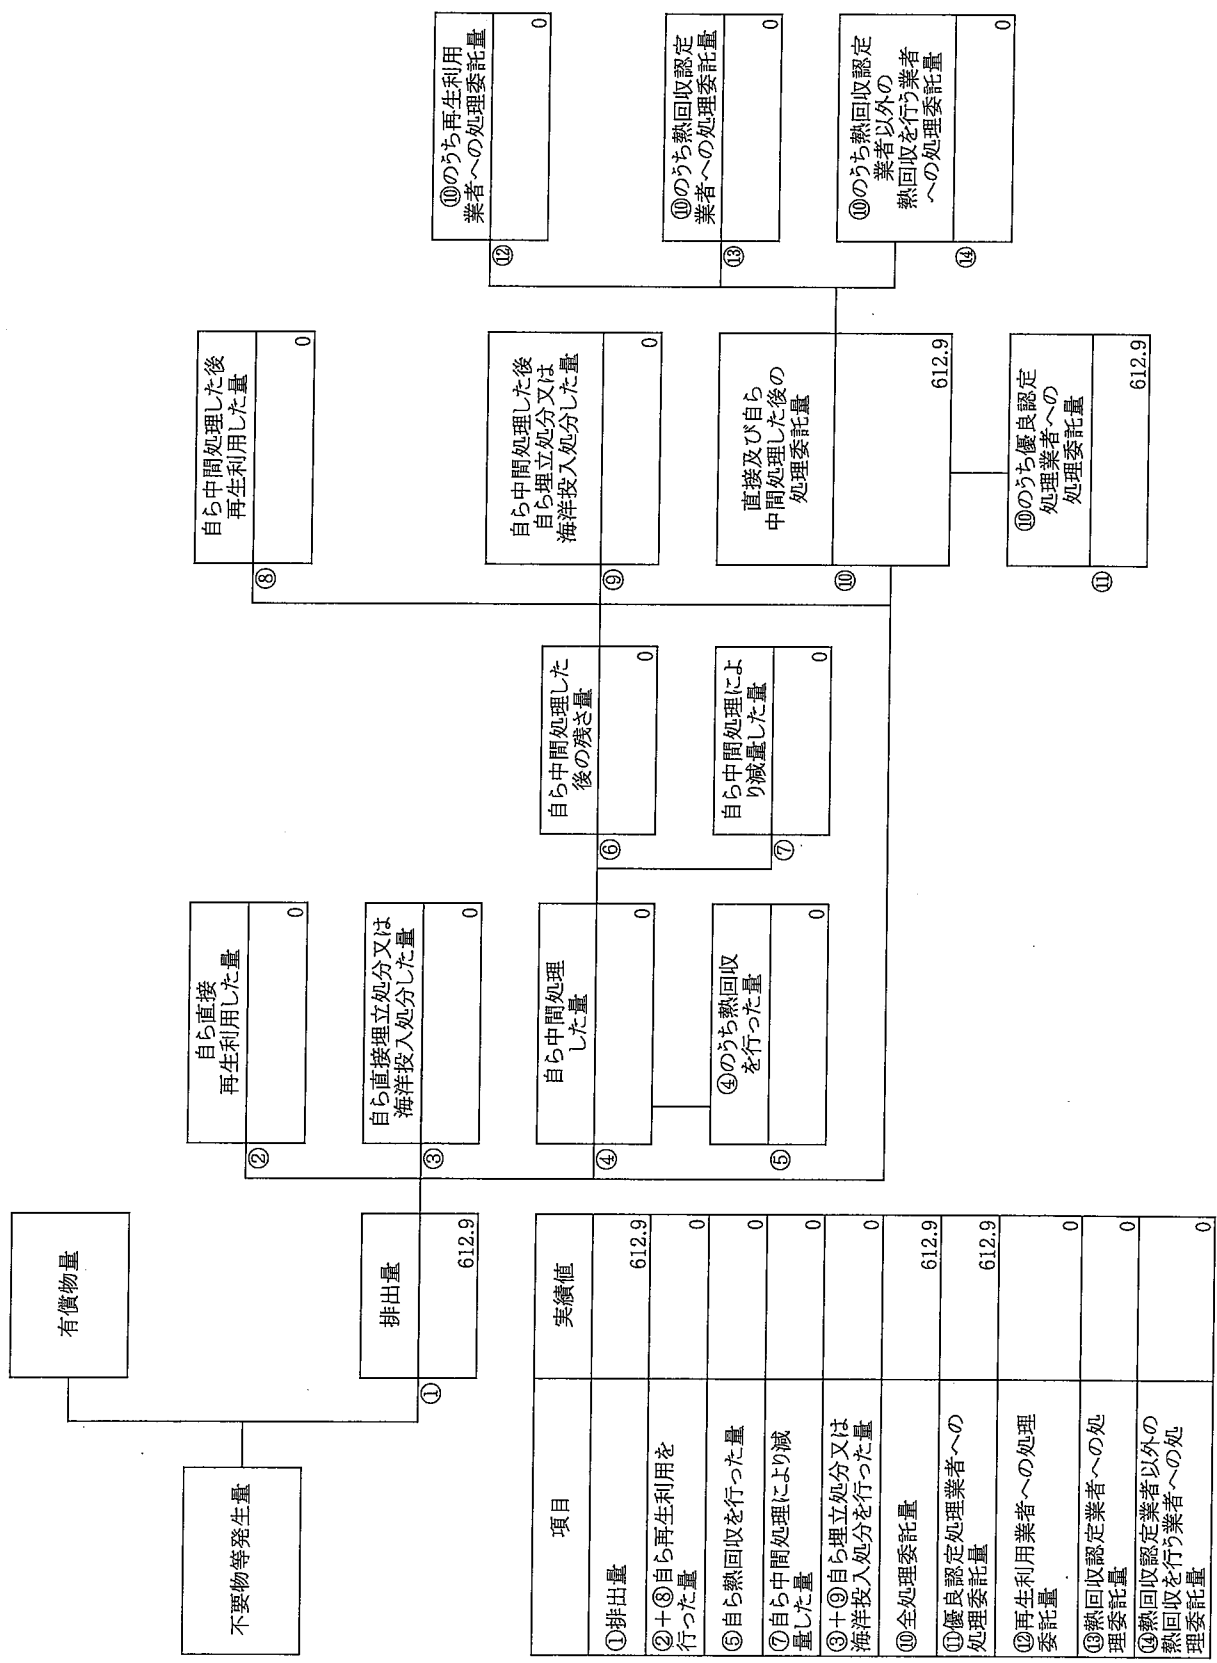 不要物等発生量
有償物量
①
排出量
612.9
②
自ら直接
再生利用した量
0
③
自ら直接埋立処分又は
海洋投入処分した量
0
④
自ら中間処理
した量
0
⑤
④のうち熱回収
を行った量
0
⑥
自ら中間処理した
後の残さ量
0
⑦
自ら中間処理によ
り減量した量
0
⑧
自ら中間処理した後
再生利用した量
0
⑨
自ら中間処理した後
自ら埋立処分又は
海洋投入処分した量
0
⑩
直接及び自ら
中間処理した後の
処理委託量
612.9
⑪
⑩のうち優良認定
処理業者への
処理委託量
612.9
⑫
⑩のうち再生利用
業者への処理委託量
0
⑬
⑩のうち熱回収認定
業者への処理委託量
0
⑭
⑩のうち熱回収認定
業者以外の
熱回収を行う業者
への処理委託量
0
項目 実績値
①排出量 612.9
②+⑧自ら再生利用を
行った量 0
⑤自ら熱回収を行った量 0
⑦自ら中間処理により減
量した量 0
③+⑨自ら埋立処分又は
海洋投入処分を行った量 0
⑩全処理委託量 612.9
⑪優良認定処理業者への
処理委託量 612.9
⑫再生利用業者への処理
委託量 0
⑬熱回収認定業者への処
理委託量 0
⑭熱回収認定業者以外の
熱回収を行う業者への処
理委託量 0